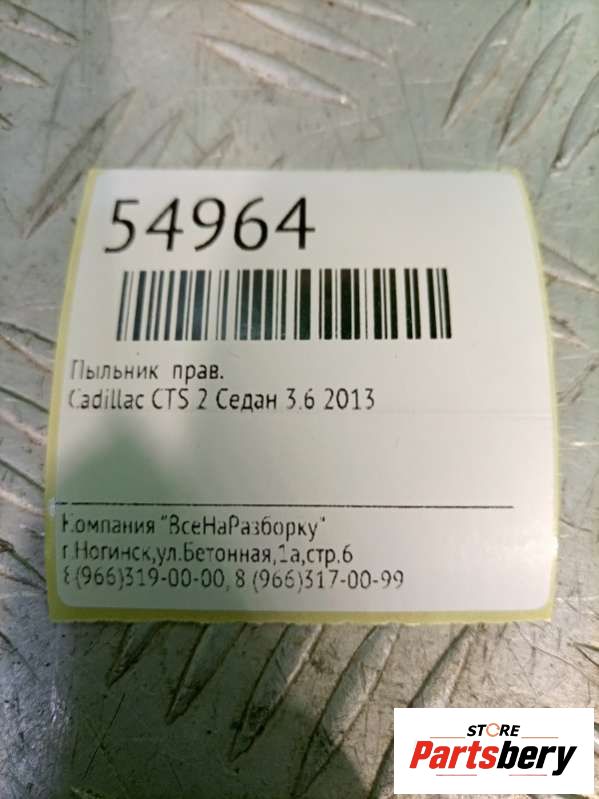 54964
Пыльник прав.
Cadillac CTS 2 Седан 3.6 2013
Компания "ВсеНаРазборку"
г.Ногинск,ул.Бетонная,1а,стр.6
8(966)319-00-00, 8 (966)317-00-99
STORE
Partsbery